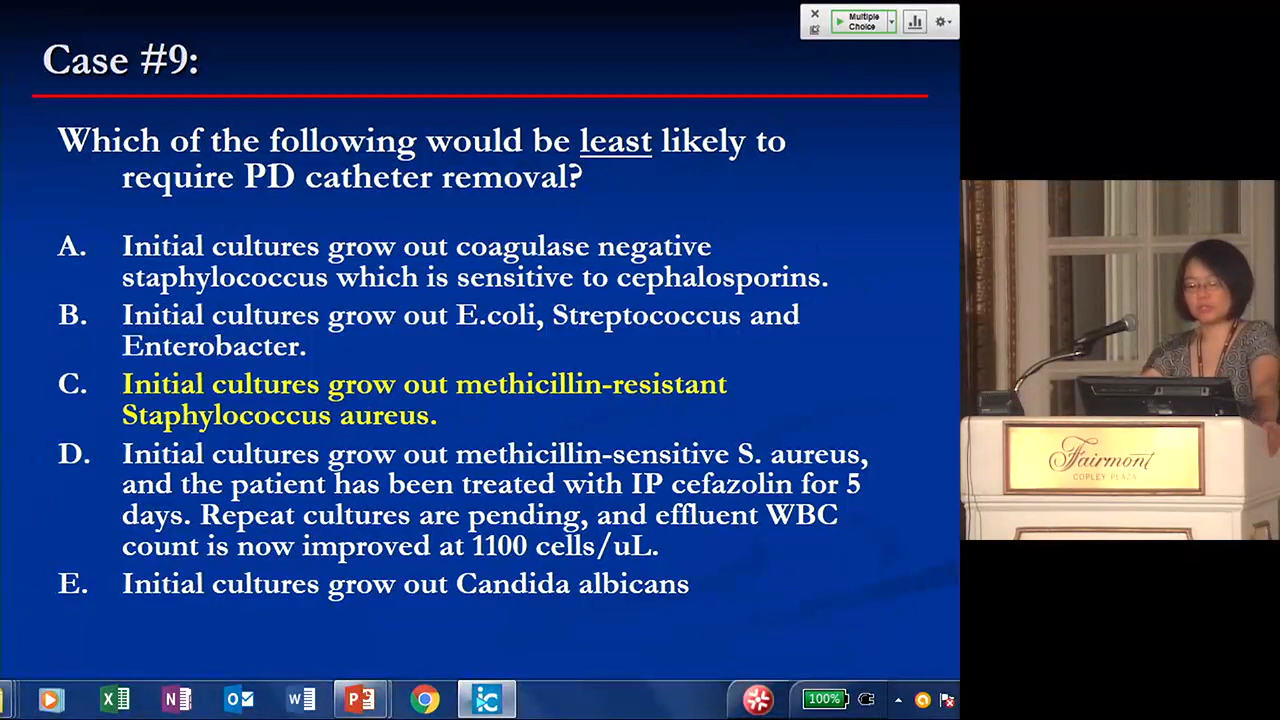 Multiple
Choice
Case #9:
Which of the following would be least likely to
require PD catheter removal?
A. Initial cultures grow out coagulase negative
staphylococcus which is sensitive to cephalosporins.
B. Initial cultures grow out E.coli, Streptococcus and
Enterobacter.
C. Initial cultures grow out methicillin-resistant
Staphylococcus aureus.
D. Initial cultures grow out methicillin-sensitive S. aureus,
and the patient has been treated with IP cefazolin for 5
days. Repeat cultures are pending, and effluent WBC
count is now improved at 1100 cells/uL.
E. Initial cultures grow out Candida albicans
Fairmont
COPLEY PLAZA
100%